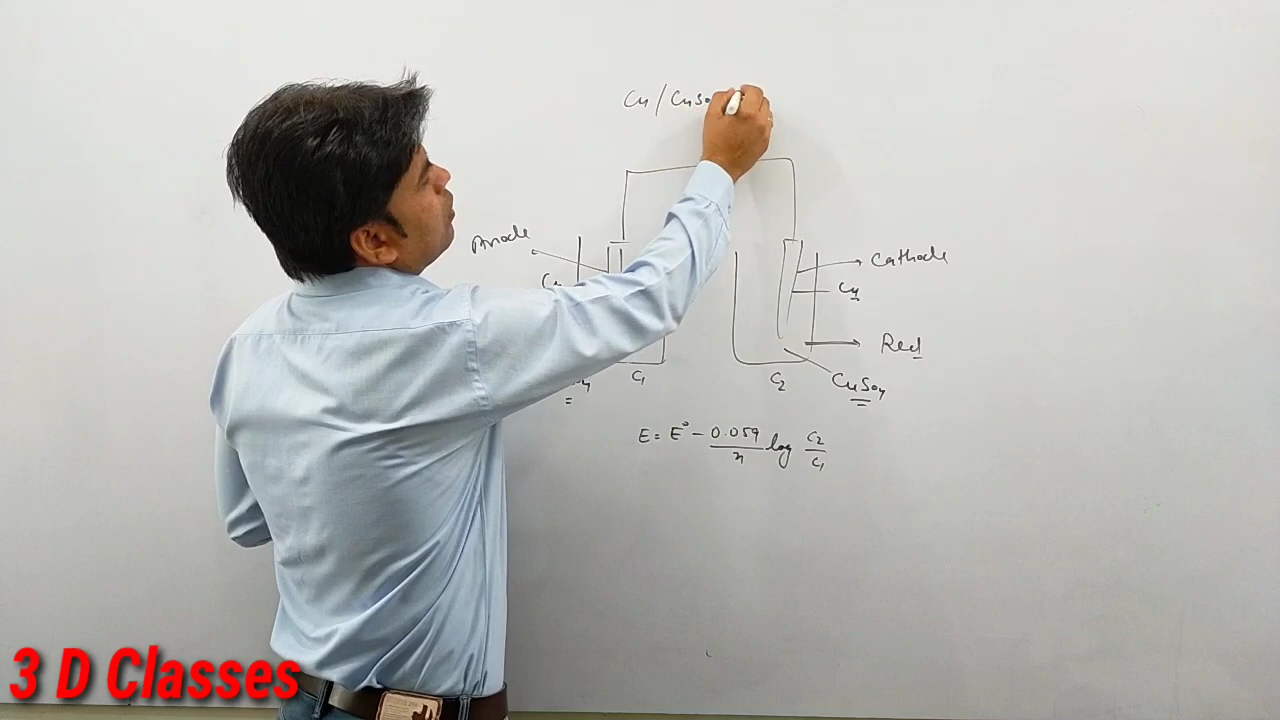 Cu/CuSO
Anode
Cathode
Cu
Red
C1
C2
CuSO4
E = E° - 0.059/n log C2/C1
3 D Classes